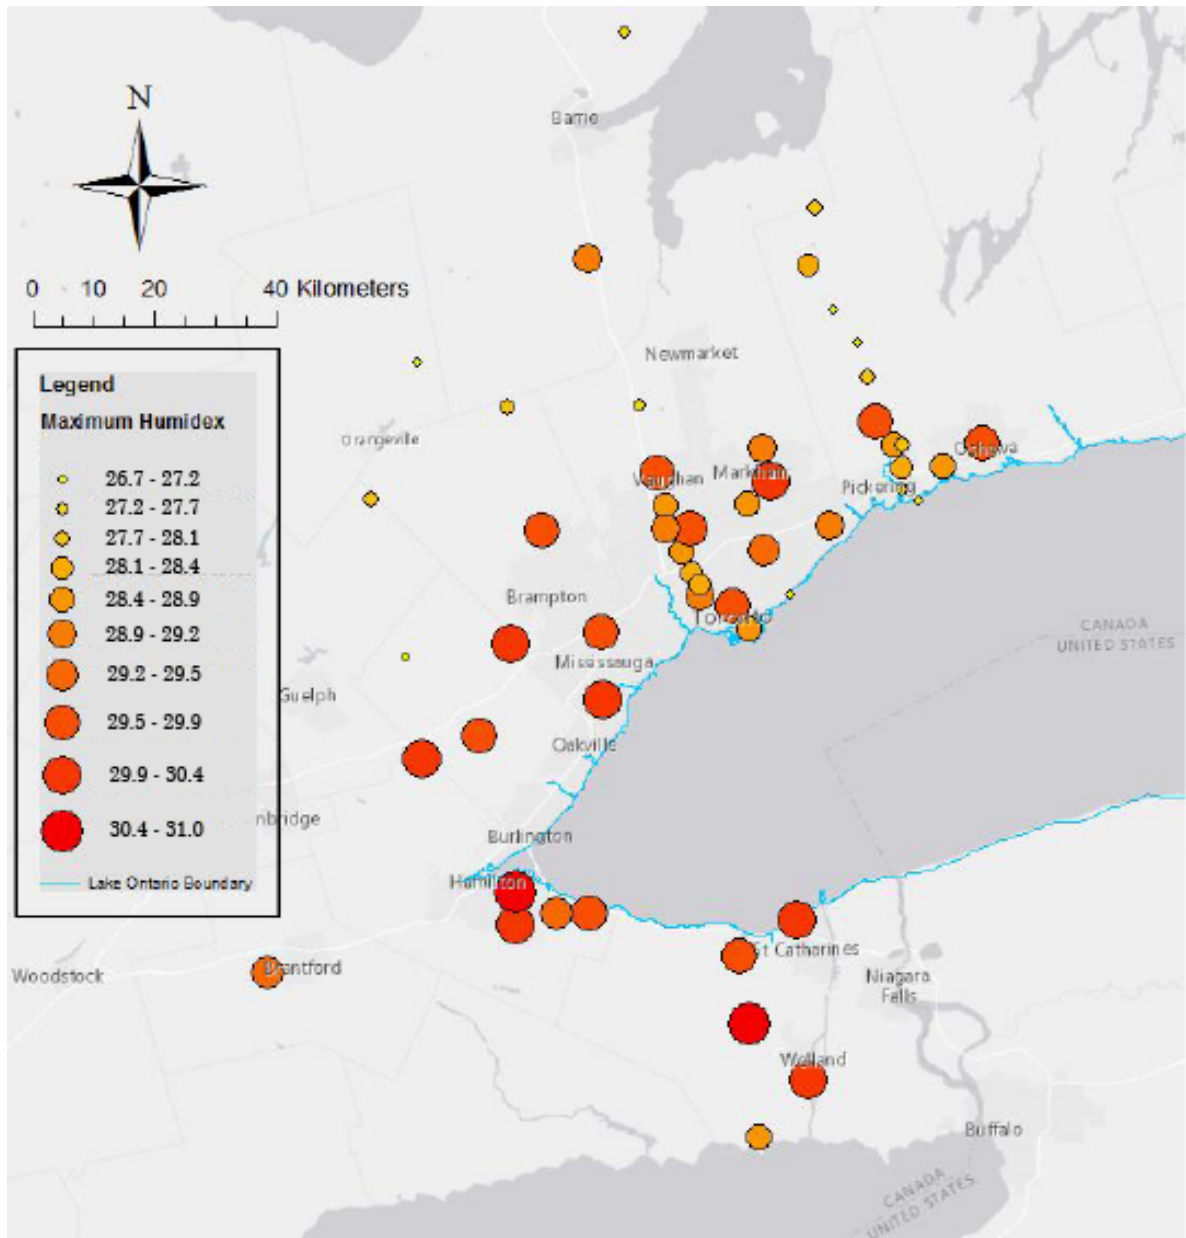 Barrie
N
0 10 20 40 Kilometers
Newmarket
Legend
Maximum Humidex
26.7 - 27.2
27.2 - 27.7
27.7 - 28.1
28.1 - 28.4
28.4 - 28.9
28.9 - 29.2
29.2 - 29.5
29.5 - 29.9
29.9 - 30.4
30.4 - 31.0
Lake Ontario Boundary
Orangeville
Oshawa
Vaughan
Markham
Pickering
Brampton
Toronto
CANADA
UNITED STATES
Mississauga
Guelph
Oakville
mbridge
Burlington
Hamilton
St Catharines
Brantford
Woodstock
Niagara
Falls
Welland
Buffalo
CANADA
UNITED STATES